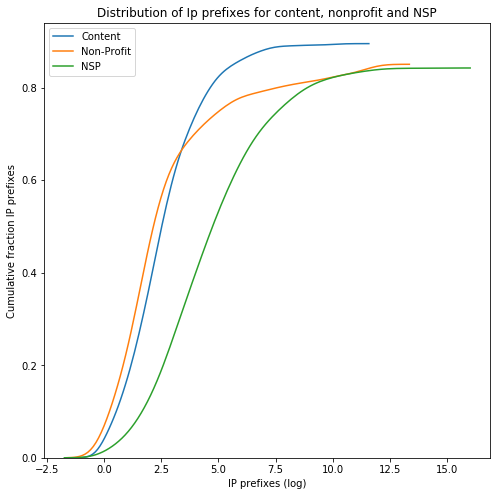 Distribution of Ip prefixes for content, nonprofit and NSP
Content
Non-Profit
NSP
Cumulative fraction IP prefixes
0.8
0.6
0.4
0.2
0.0
−2.5
0.0
2.5
5.0
7.5
10.0
12.5
15.0
IP prefixes (log)